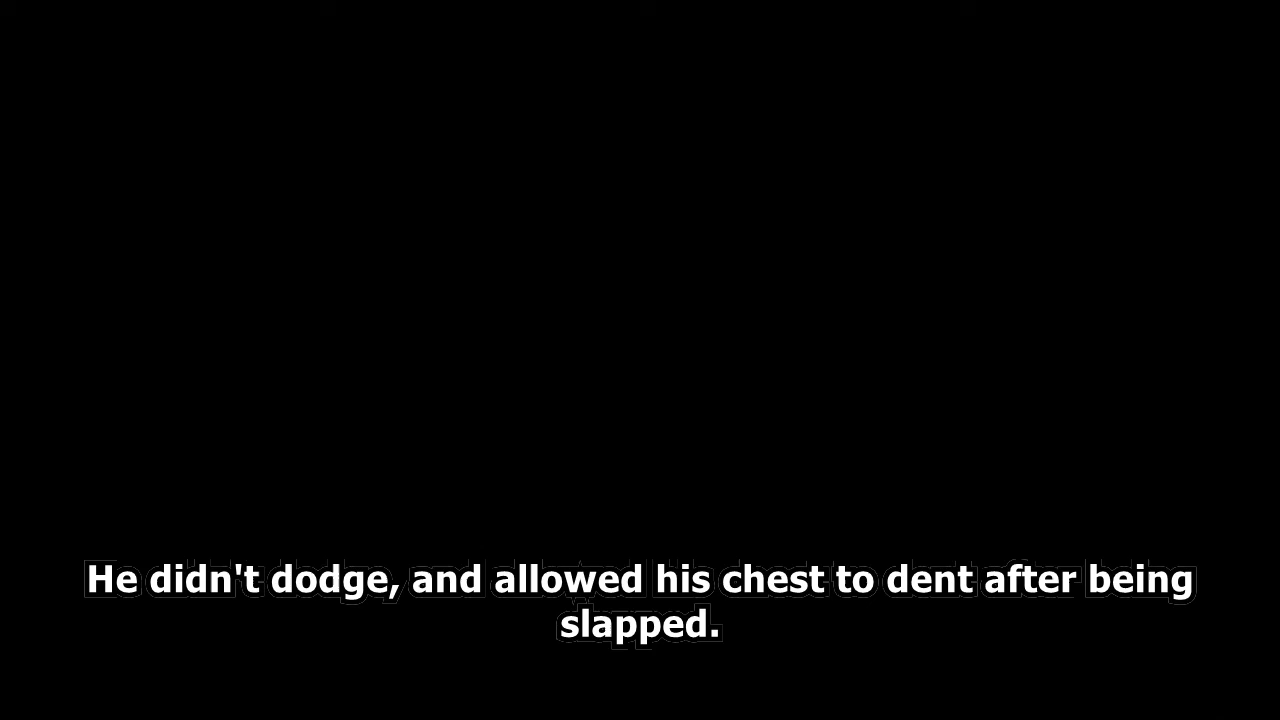 He didn't dodge, and allowed his chest to dent after being
slapped.